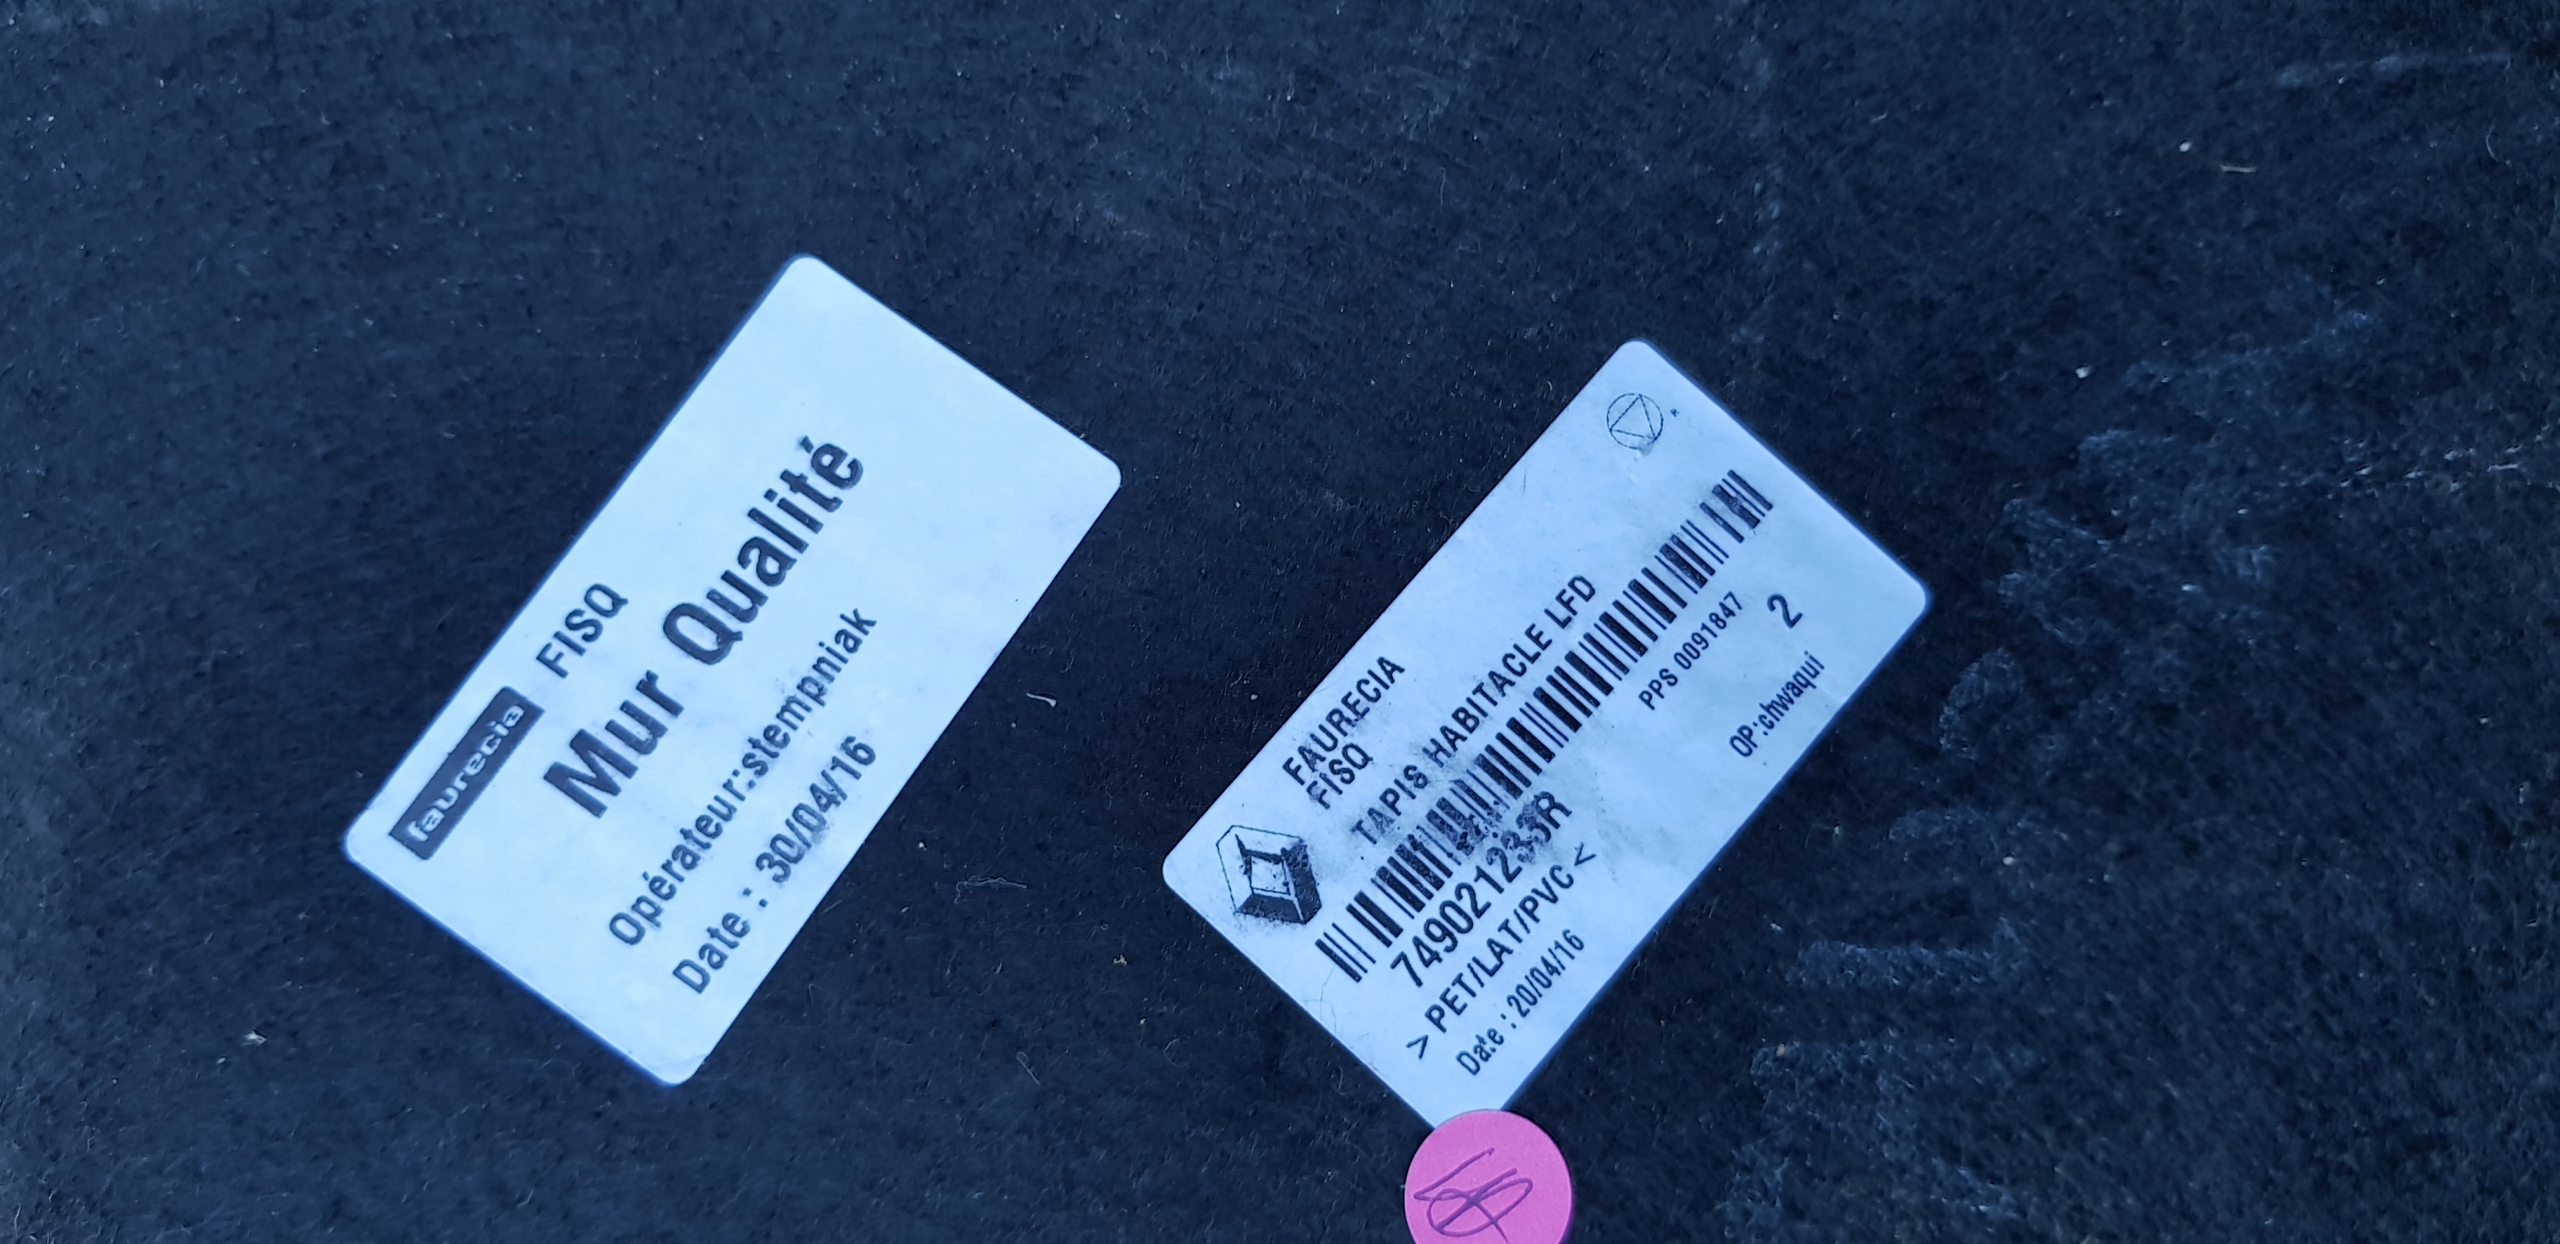 faurecia FISQ
Mur Qualité
Opérateur:stempniak
Date : 30/04/16
FAURECIA
FISQ
TAPIS HABITACLE LFD
749021233R
PPS 0091847
2
> PET/LAT/PVC <
OP:chwaqui
Date : 20/04/16